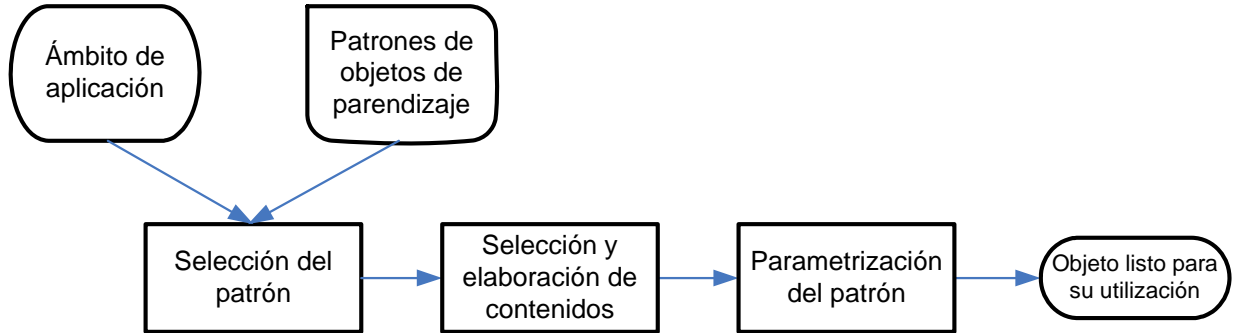 Ámbito de
aplicación
Patrones de
objetos de
parendizaje
Selección del
patrón
Selección y
elaboración de
contenidos
Parametrización
del patrón
Objeto listo para
su utilización